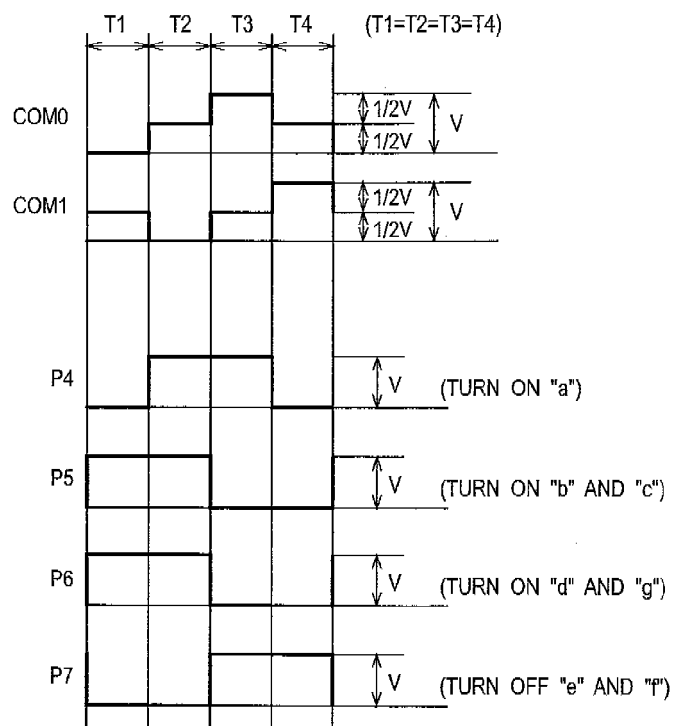 T1 T2 T3 T4 (T1=T2=T3=T4)
COM0 1/2V V
1/2V
COM1 1/2V V
1/2V
P4 V (TURN ON "a")
P5 V (TURN ON "b" AND "c")
P6 V (TURN ON "d" AND "g")
P7 V (TURN OFF "e" AND "f")